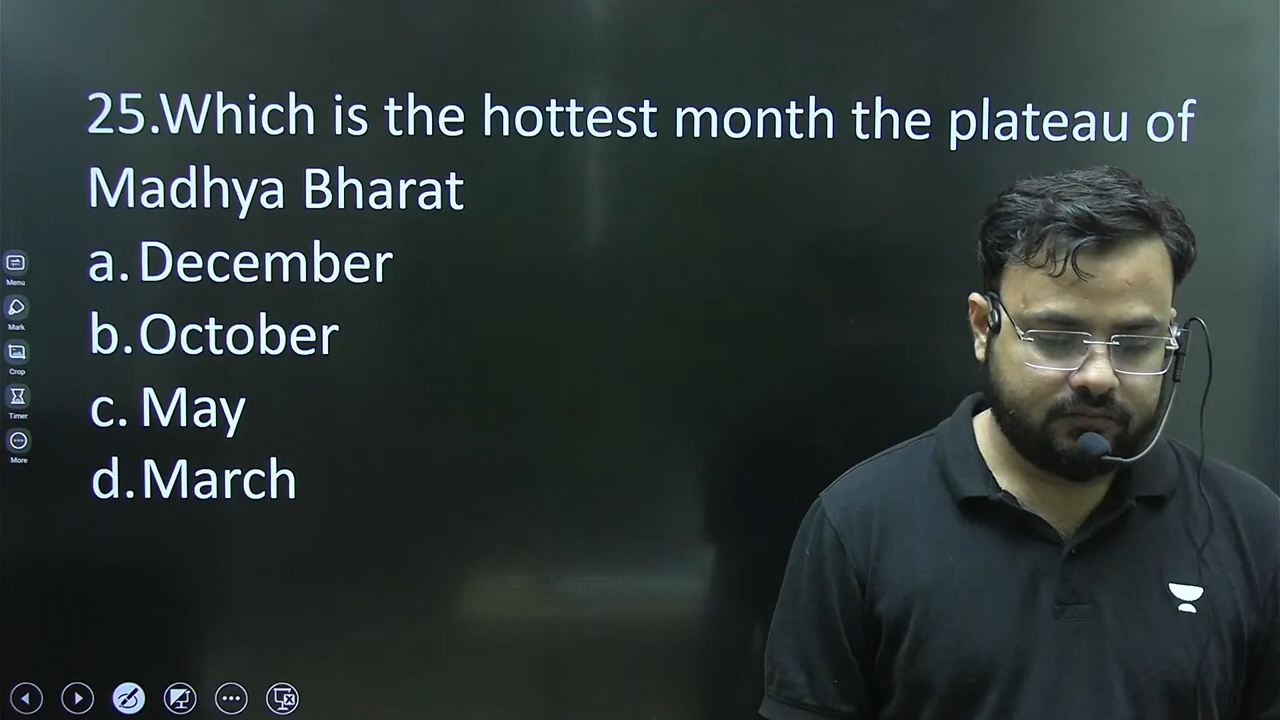 25.Which is the hottest month the plateau of
Madhya Bharat
a. December
b. October
c. May
d. March
Menu
Mark
Crop
Timer
More